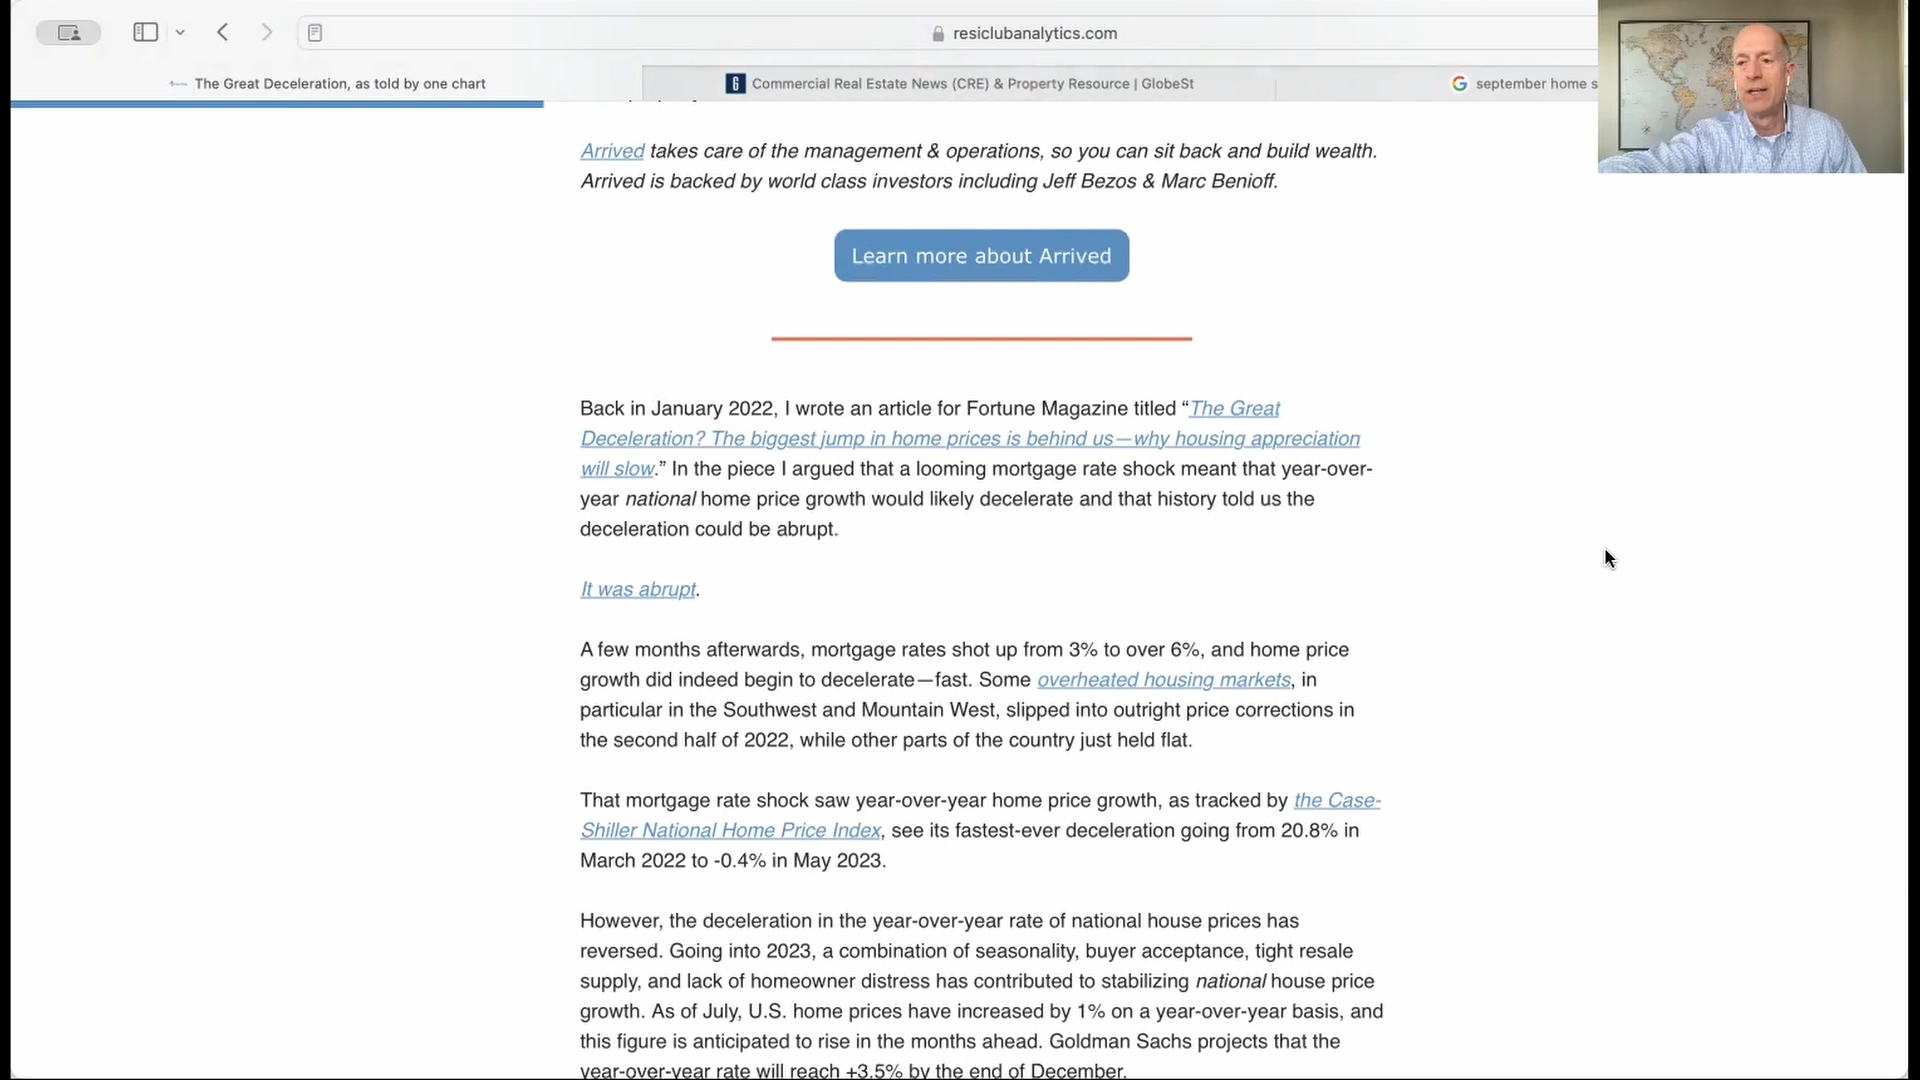 resiclubanalytics.com
The Great Deceleration, as told by one chart
Commercial Real Estate News (CRE) & Property Resource | GlobeSt
september home s
Arrived takes care of the management & operations, so you can sit back and build wealth.
Arrived is backed by world class investors including Jeff Bezos & Marc Benioff.
Learn more about Arrived
Back in January 2022, I wrote an article for Fortune Magazine titled “The Great
Deceleration? The biggest jump in home prices is behind us—why housing appreciation
will slow.” In the piece I argued that a looming mortgage rate shock meant that year-over-
year national home price growth would likely decelerate and that history told us the
deceleration could be abrupt.
It was abrupt.
A few months afterwards, mortgage rates shot up from 3% to over 6%, and home price
growth did indeed begin to decelerate—fast. Some overheated housing markets, in
particular in the Southwest and Mountain West, slipped into outright price corrections in
the second half of 2022, while other parts of the country just held flat.
That mortgage rate shock saw year-over-year home price growth, as tracked by the Case-
Shiller National Home Price Index, see its fastest-ever deceleration going from 20.8% in
March 2022 to -0.4% in May 2023.
However, the deceleration in the year-over-year rate of national house prices has
reversed. Going into 2023, a combination of seasonality, buyer acceptance, tight resale
supply, and lack of homeowner distress has contributed to stabilizing national house price
growth. As of July, U.S. home prices have increased by 1% on a year-over-year basis, and
this figure is anticipated to rise in the months ahead. Goldman Sachs projects that the
year-over-year rate will reach +3.5% by the end of December.